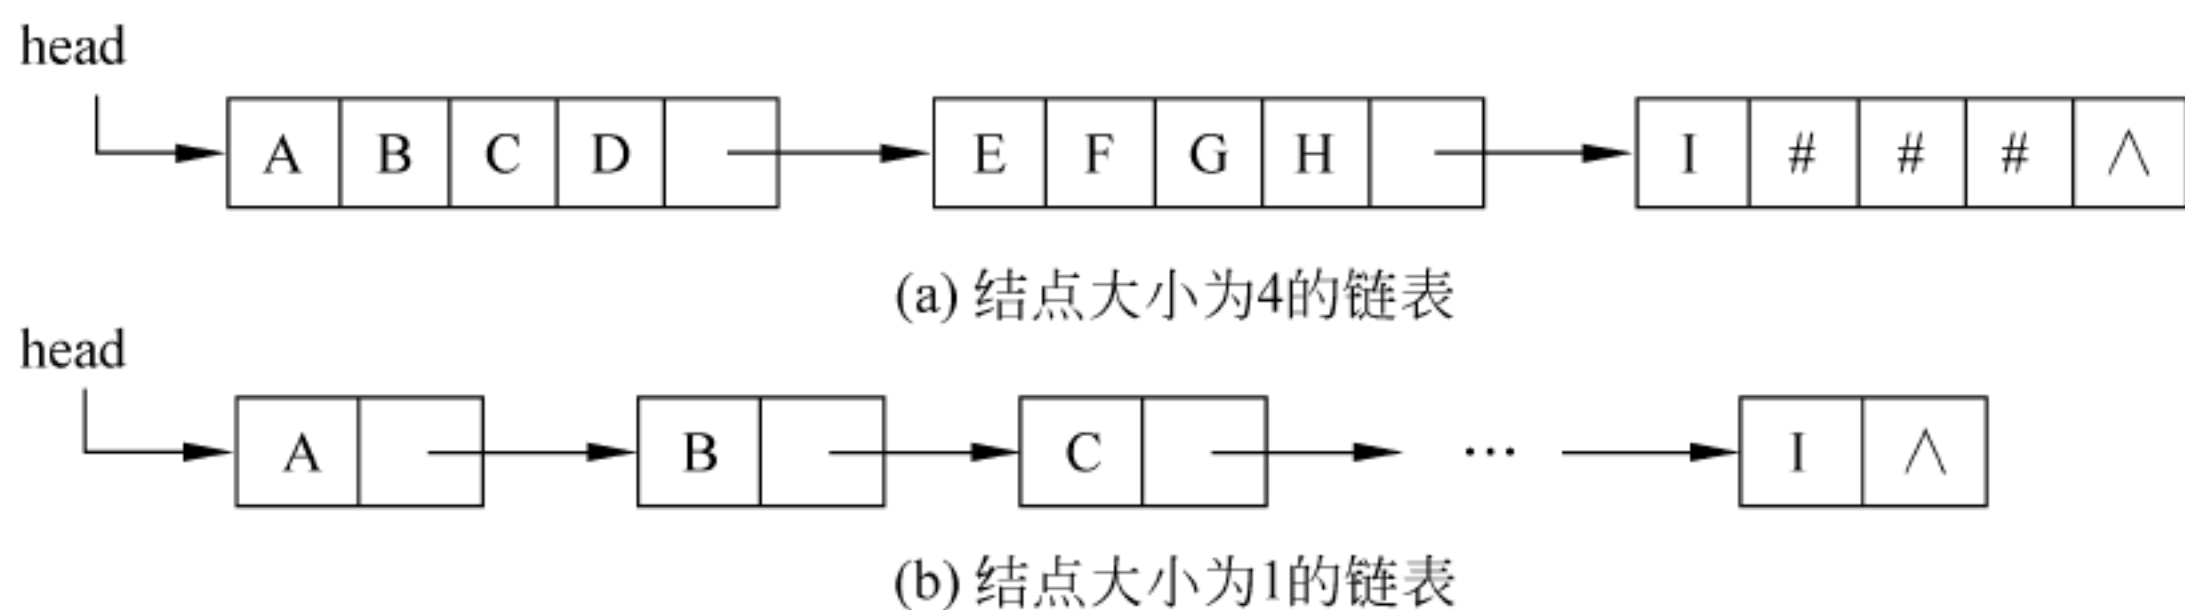 head
A B C D E F G H I # # # ∧
(a) 结点大小为4的链表
head
A B C … I ∧
(b) 结点大小为1的链表